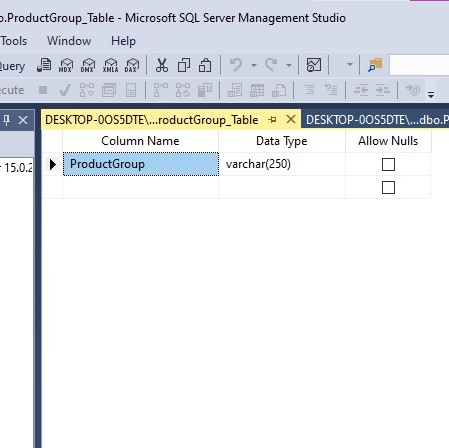 o.ProductGroup_Table - Microsoft SQL Server Management Studio
Tools Window Help
Query MDX DMX XMLA DAX
ecute
DESKTOP-0OS5DTE\...roductGroup_Table DESKTOP-0OS5DTE\...dbo.P
Column Name Data Type Allow Nulls
ProductGroup varchar(250)
15.0.2